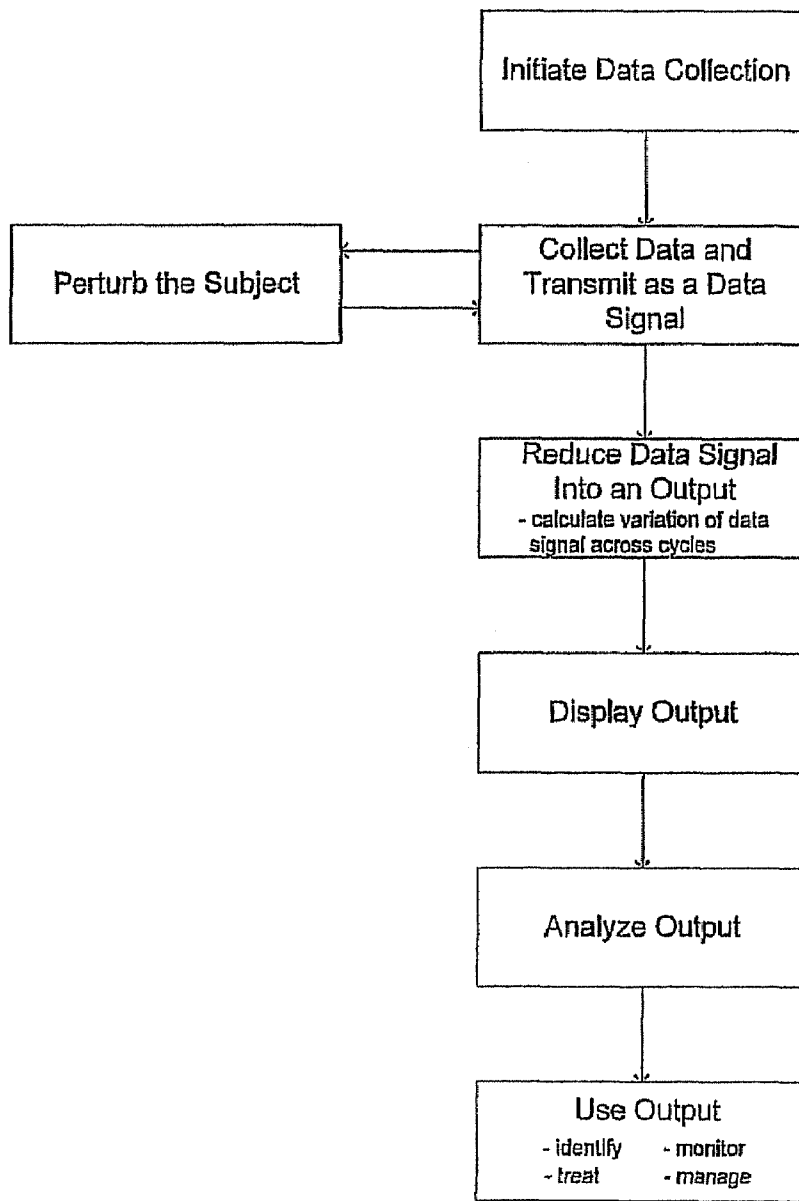 Initiate Data Collection
Perturb the Subject
Collect Data and
Transmit as a Data
Signal
Reduce Data Signal
Into an Output
- calculate variation of data
signal across cycles
Display Output
Analyze Output
Use Output
- identify - monitor
- treat - manage